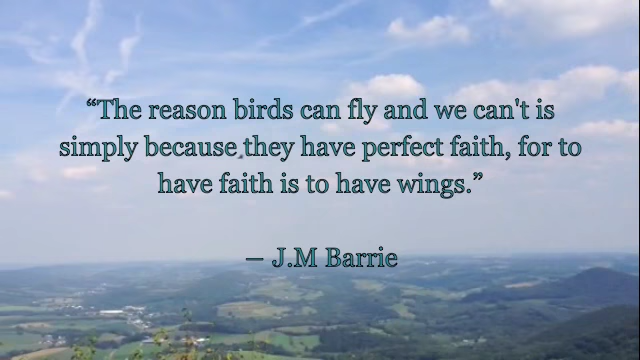 “The reason birds can fly and we can't is
simply because they have perfect faith, for to
have faith is to have wings.”
— J.M Barrie